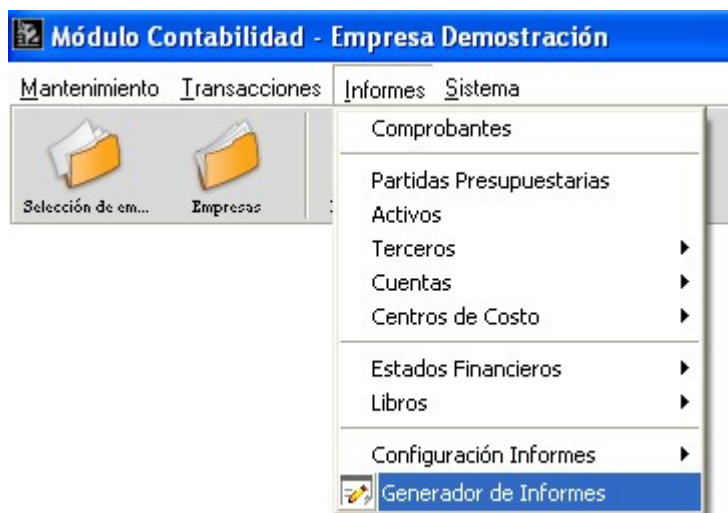 Módulo Contabilidad - Empresa Demostración
Mantenimiento Transacciones Informes Sistema
Selección de em... Empresas
Comprobantes
Partidas Presupuestarias
Activos
Terceros
Cuentas
Centros de Costo
Estados Financieros
Libros
Configuración Informes
Generador de Informes